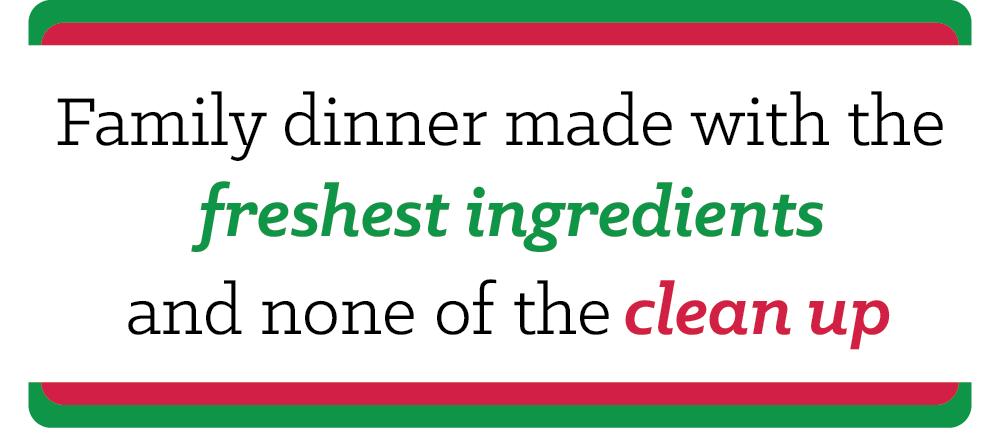 Family dinner made with the
freshest ingredients
and none of the clean up